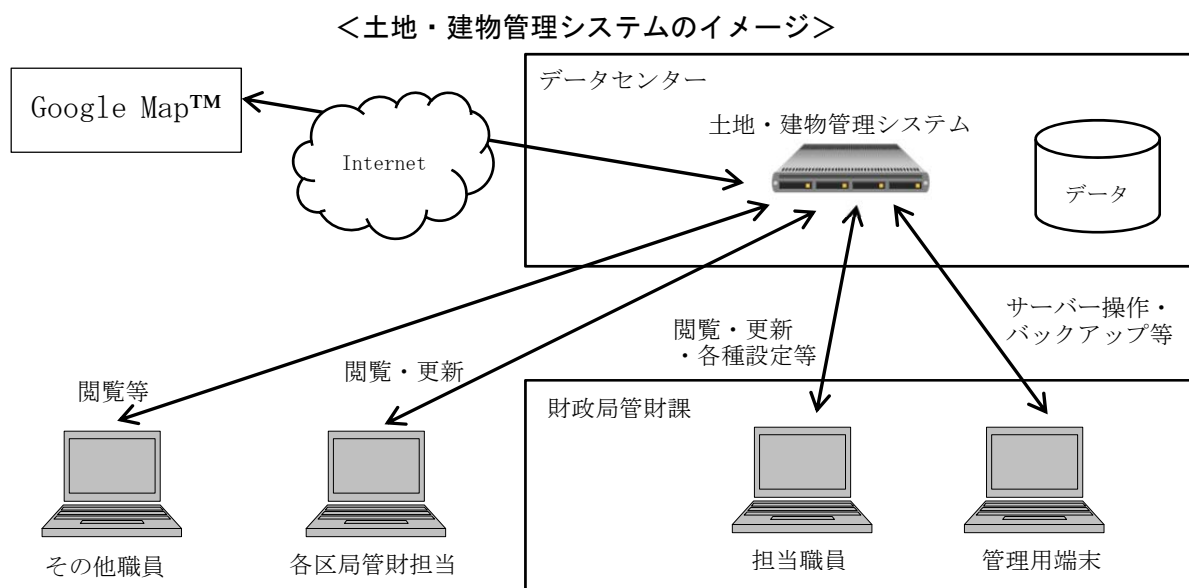 ＜土地・建物管理システムのイメージ＞
Google Map™
Internet
データセンター
土地・建物管理システム
データ
閲覧等
閲覧・更新
閲覧・更新
・各種設定等
サーバー操作・
バックアップ等
財政局管財課
その他職員
各区局管財担当
担当職員
管理用端末